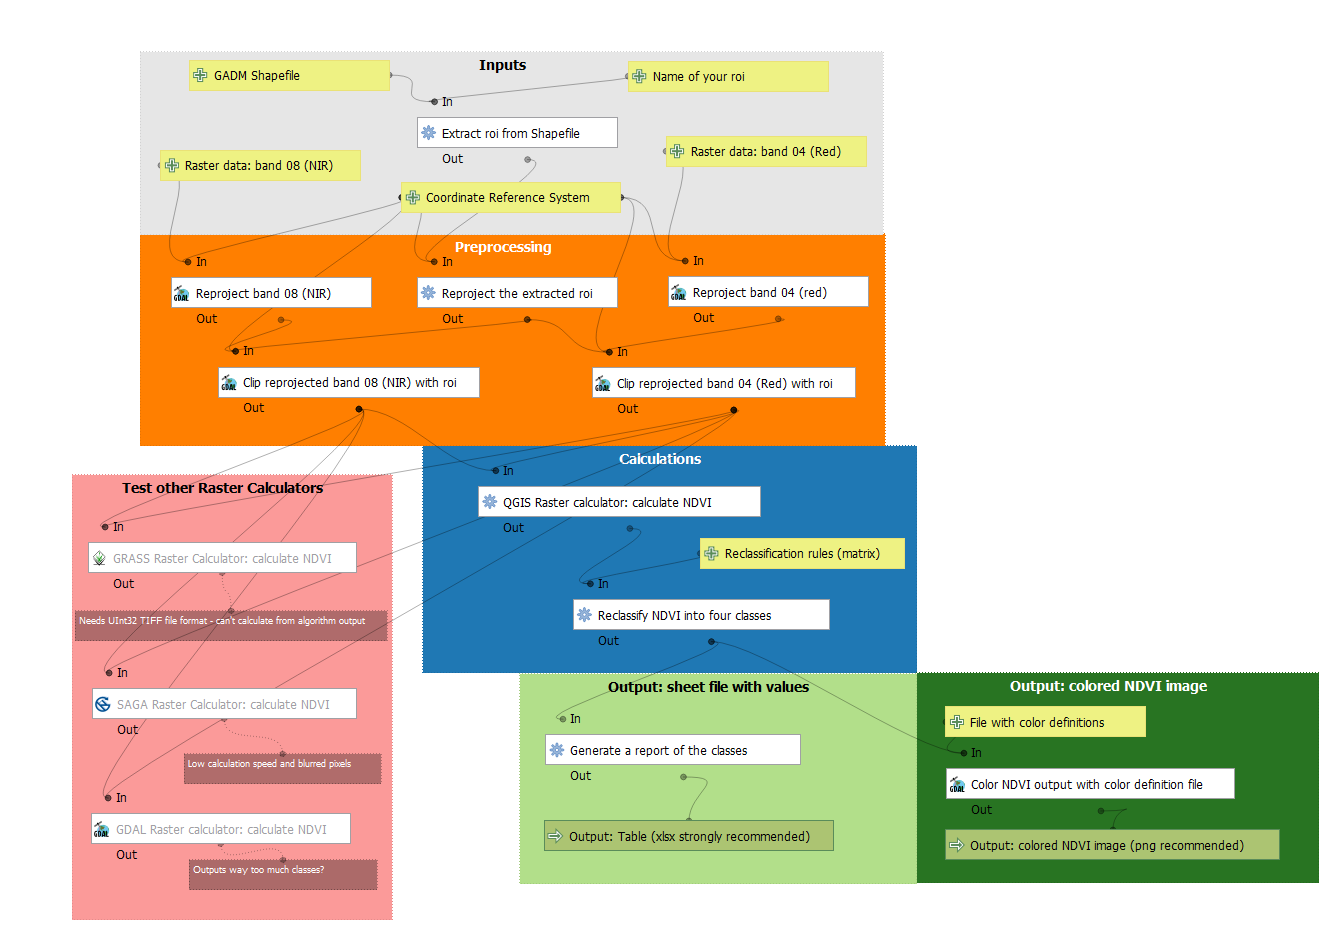 Inputs
GADM Shapefile
Name of your roi
In
Extract roi from Shapefile
Out
Raster data: band 08 (NIR)
Raster data: band 04 (Red)
Coordinate Reference System
Preprocessing
In
In
In
GDAL
Reproject band 08 (NIR)
Reproject the extracted roi
GDAL
Reproject band 04 (red)
Out
Out
Out
In
In
GDAL
Clip reprojected band 08 (NIR) with roi
GDAL
Clip reprojected band 04 (Red) with roi
Out
Out
Calculations
In
QGIS Raster calculator: calculate NDVI
Out
Reclassification rules (matrix)
In
Reclassify NDVI into four classes
Out
Test other Raster Calculators
In
GRASS Raster Calculator: calculate NDVI
Out
Needs UInt32 TIFF file format - can't calculate from algorithm output
In
SAGA Raster Calculator: calculate NDVI
Out
Low calculation speed and blurred pixels
In
GDAL
GDAL Raster calculator: calculate NDVI
Out
Outputs way too much classes?
Output: sheet file with values
In
Generate a report of the classes
Out
Output: Table (xlsx strongly recommended)
Output: colored NDVI image
File with color definitions
In
GDAL
Color NDVI output with color definition file
Out
Output: colored NDVI image (png recommended)